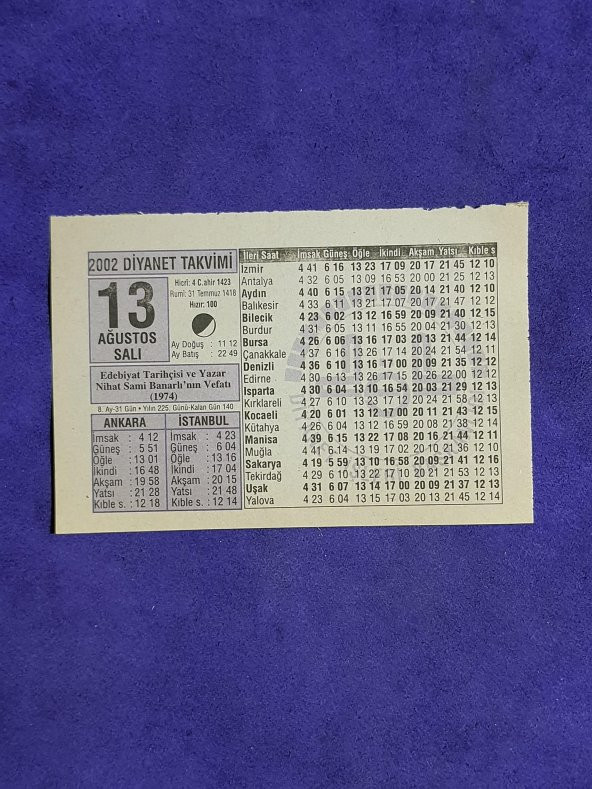 2002 DİYANET TAKVİMİ
13
AĞUSTOS
SALI
Hicrî: 4 C.ahir 1423
Rumî: 31 Temmuz 1418
Hızır: 100
Ay Doğuş : 11 12
Ay Batış : 22 49
Edebiyat Tarihçisi ve Yazar
Nihat Sami Banarlı'nın Vefatı
(1974)
8. Ay-31 Gün • Yılın 225. Günü-Kalan Gün 140
ANKARA
İmsak : 4 12
Güneş : 5 51
Öğle : 13 01
İkindi : 16 48
Akşam : 19 58
Yatsı : 21 28
Kıble s. : 12 18
İSTANBUL
İmsak : 4 23
Güneş : 6 04
Öğle : 13 16
İkindi : 17 04
Akşam : 20 15
Yatsı : 21 48
Kıble s. : 12 14
İleri Saat İmsak Güneş Öğle İkindi Akşam Yatsı Kıble s
İzmir 4 41 6 16 13 23 17 09 20 17 21 45 12 10
Antalya 4 32 6 05 13 09 16 53 20 00 21 25 12 13
Aydın 4 40 6 15 13 21 17 05 20 14 21 40 12 10
Balıkesir 4 33 6 11 13 21 17 07 20 17 21 47 12 12
Bilecik 4 23 6 02 13 12 16 59 20 09 21 40 12 15
Burdur 4 31 6 05 13 11 16 55 20 04 21 30 12 13
Bursa 4 26 6 06 13 16 17 03 20 13 21 44 12 14
Çanakkale 4 37 6 16 13 26 17 14 20 24 21 54 12 11
Denizli 4 36 6 10 13 16 17 00 20 09 21 35 12 12
Edirne 4 30 6 13 13 26 17 15 20 26 22 00 12 12
Isparta 4 30 6 04 13 10 16 54 20 03 21 29 12 13
Kırklareli 4 27 6 10 13 24 17 12 20 24 21 58 12 13
Kocaeli 4 20 6 01 13 12 17 00 20 11 21 43 12 15
Kütahya 4 26 6 04 13 12 16 59 20 08 21 38 12 14
Manisa 4 39 6 15 13 22 17 08 20 16 21 44 12 11
Muğla 4 41 6 14 13 19 17 02 20 10 21 35 12 11
Sakarya 4 19 5 59 13 10 16 58 20 09 21 41 12 16
Tekirdağ 4 29 6 10 13 22 17 10 20 21 21 53 12 13
Uşak 4 31 6 07 13 14 17 00 20 09 21 37 12 13
Yalova 4 23 6 04 13 15 17 03 20 13 21 45 12 14